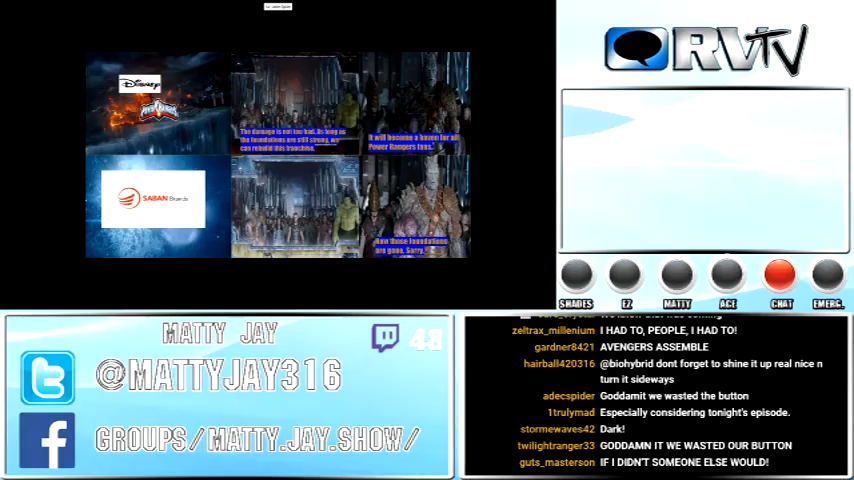 RVTV
DISNEY
POWER RANGERS
The damage is not too bad. As long as
the foundations are still strong, we
can rebuild this franchise.
It will become a haven for all
Power Rangers fans.
SABAN Brands
Now those foundations
are gone. Sorry.
SHADES
EZ
MATTY
ACE
CHAT
EMERG.
MATTY JAY
48
@MATTYJAY316
GROUPS/MATTY.JAY.SHOW/
zeltrax_millenium I HAD TO, PEOPLE, I HAD TO!
gardner8421 AVENGERS ASSEMBLE
hairball420316 @biohybrid dont forget to shine it up real nice n
turn it sideways
adecspider Goddamit we wasted the button
1trulymad Especially considering tonight's episode.
stormewaves42 Dark!
twilightranger33 GODDAMN IT WE WASTED OUR BUTTON
guts_masterson IF I DIDN'T SOMEONE ELSE WOULD!